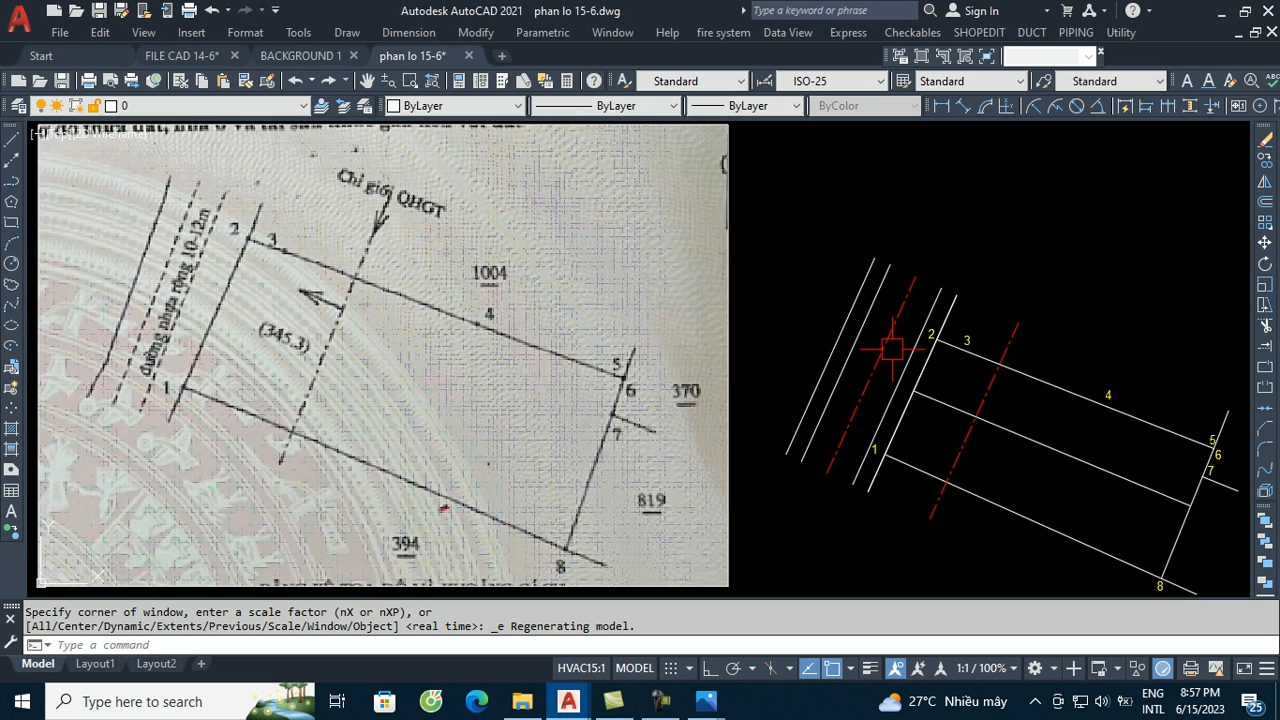 Autodesk AutoCAD 2021 phan lo 15-6.dwg
Type a keyword or phrase
Sign In
File Edit View Insert Format Tools Draw Dimension Modify Parametric Window Help fire system Data View Express Checkables SHOPEDIT DUCT PIPING Utility
Start FILE CAD 14-6* BACKGROUND 1 phan lo 15-6*
Standard ISO-25 Standard Standard
0 ByLayer ByLayer ByLayer ByColor
Chỉ giới QHGT
đường nhựa rộng 10-12m
2
3
1004
(345.3)
4
1
5
6
370
7
819
394
8
2
3
4
1
5
6
7
8
Y
X
Specify corner of window, enter a scale factor (nX or nXP), or
[All/Center/Dynamic/Extents/Previous/Scale/Window/Object] <real time>: _e Regenerating model.
Type a command
Model Layout1 Layout2
HVAC15:1 MODEL 1:1 / 100%
Type here to search
27°C Nhiều mây
ENG
INTL
8:57 PM
6/15/2023
25